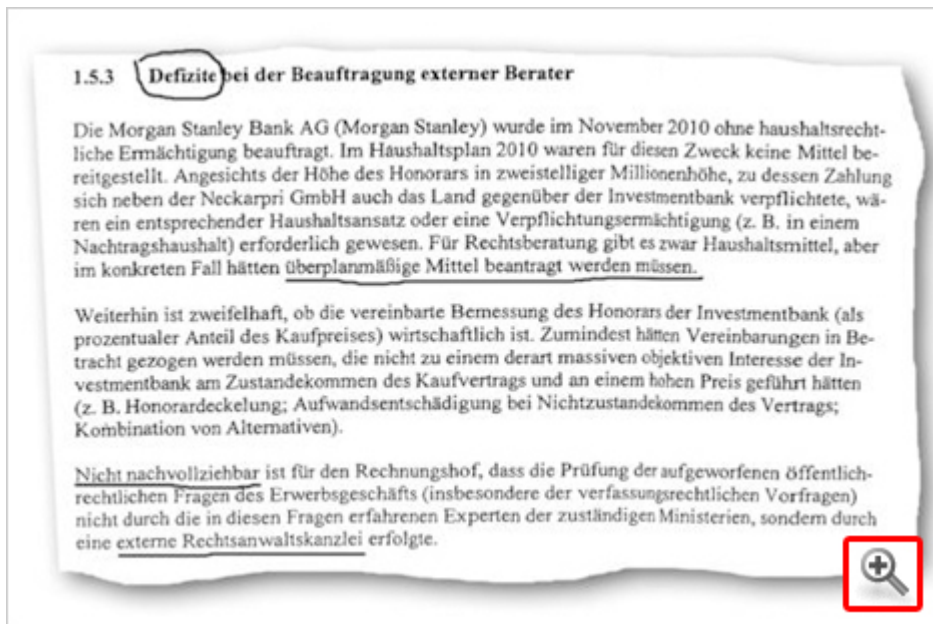 1.5.3 Defizite bei der Beauftragung externer Berater
Die Morgan Stanley Bank AG (Morgan Stanley) wurde im November 2010 ohne haushaltsrecht-
liche Ermächtigung beauftragt. Im Haushaltsplan 2010 waren für diesen Zweck keine Mittel be-
reitgestellt. Angesichts der Höhe des Honorars in zweistelliger Millionenhöhe, zu dessen Zahlung
sich neben der Neckarpri GmbH auch das Land gegenüber der Investmentbank verpflichtete, wä-
ren ein entsprechender Haushaltsansatz oder eine Verpflichtungsermächtigung (z. B. in einem
Nachtragshaushalt) erforderlich gewesen. Für Rechtsberatung gibt es zwar Haushaltsmittel, aber
im konkreten Fall hätten überplanmäßige Mittel beantragt werden müssen.
Weiterhin ist zweifelhaft, ob die vereinbarte Bemessung des Honorars der Investmentbank (als
prozentualer Anteil des Kaufpreises) wirtschaftlich ist. Zumindest hätten Vereinbarungen in Be-
tracht gezogen werden müssen, die nicht zu einem derart massiven objektiven Interesse der In-
vestmentbank am Zustandekommen des Kaufvertrags und an einem hohen Preis geführt hätten
(z. B. Honorardeckelung; Aufwandsentschädigung bei Nichtzustandekommen des Vertrags;
Kombination von Alternativen).
Nicht nachvollziehbar ist für den Rechnungshof, dass die Prüfung der aufgeworfenen öffentlich-
rechtlichen Fragen des Erwerbsgeschäfts (insbesondere der verfassungsrechtlichen Vorfragen)
nicht durch die in diesen Fragen erfahrenen Experten der zuständigen Ministerien, sondern durch
eine externe Rechtsanwaltskanzlei erfolgte.